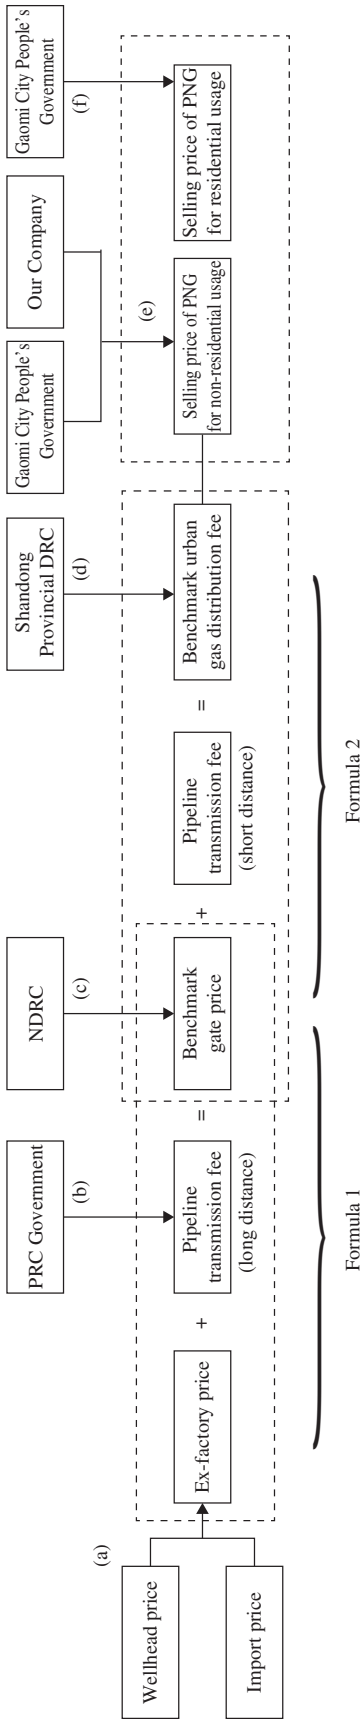 Wellhead price
Import price
(a)
Ex-factory price
+
PRC Government
(b)
Pipeline
transmission fee
(long distance)
=
NDRC
(c)
Benchmark
gate price
+
Pipeline
transmission fee
(short distance)
=
Shandong
Provincial DRC
(d)
Benchmark urban
gas distribution fee
Gaomi City People's
Government
Our Company
(e)
Selling price of PNG
for non-residential usage
Gaomi City People's
Government
(f)
Selling price of PNG
for residential usage
Formula 1
Formula 2